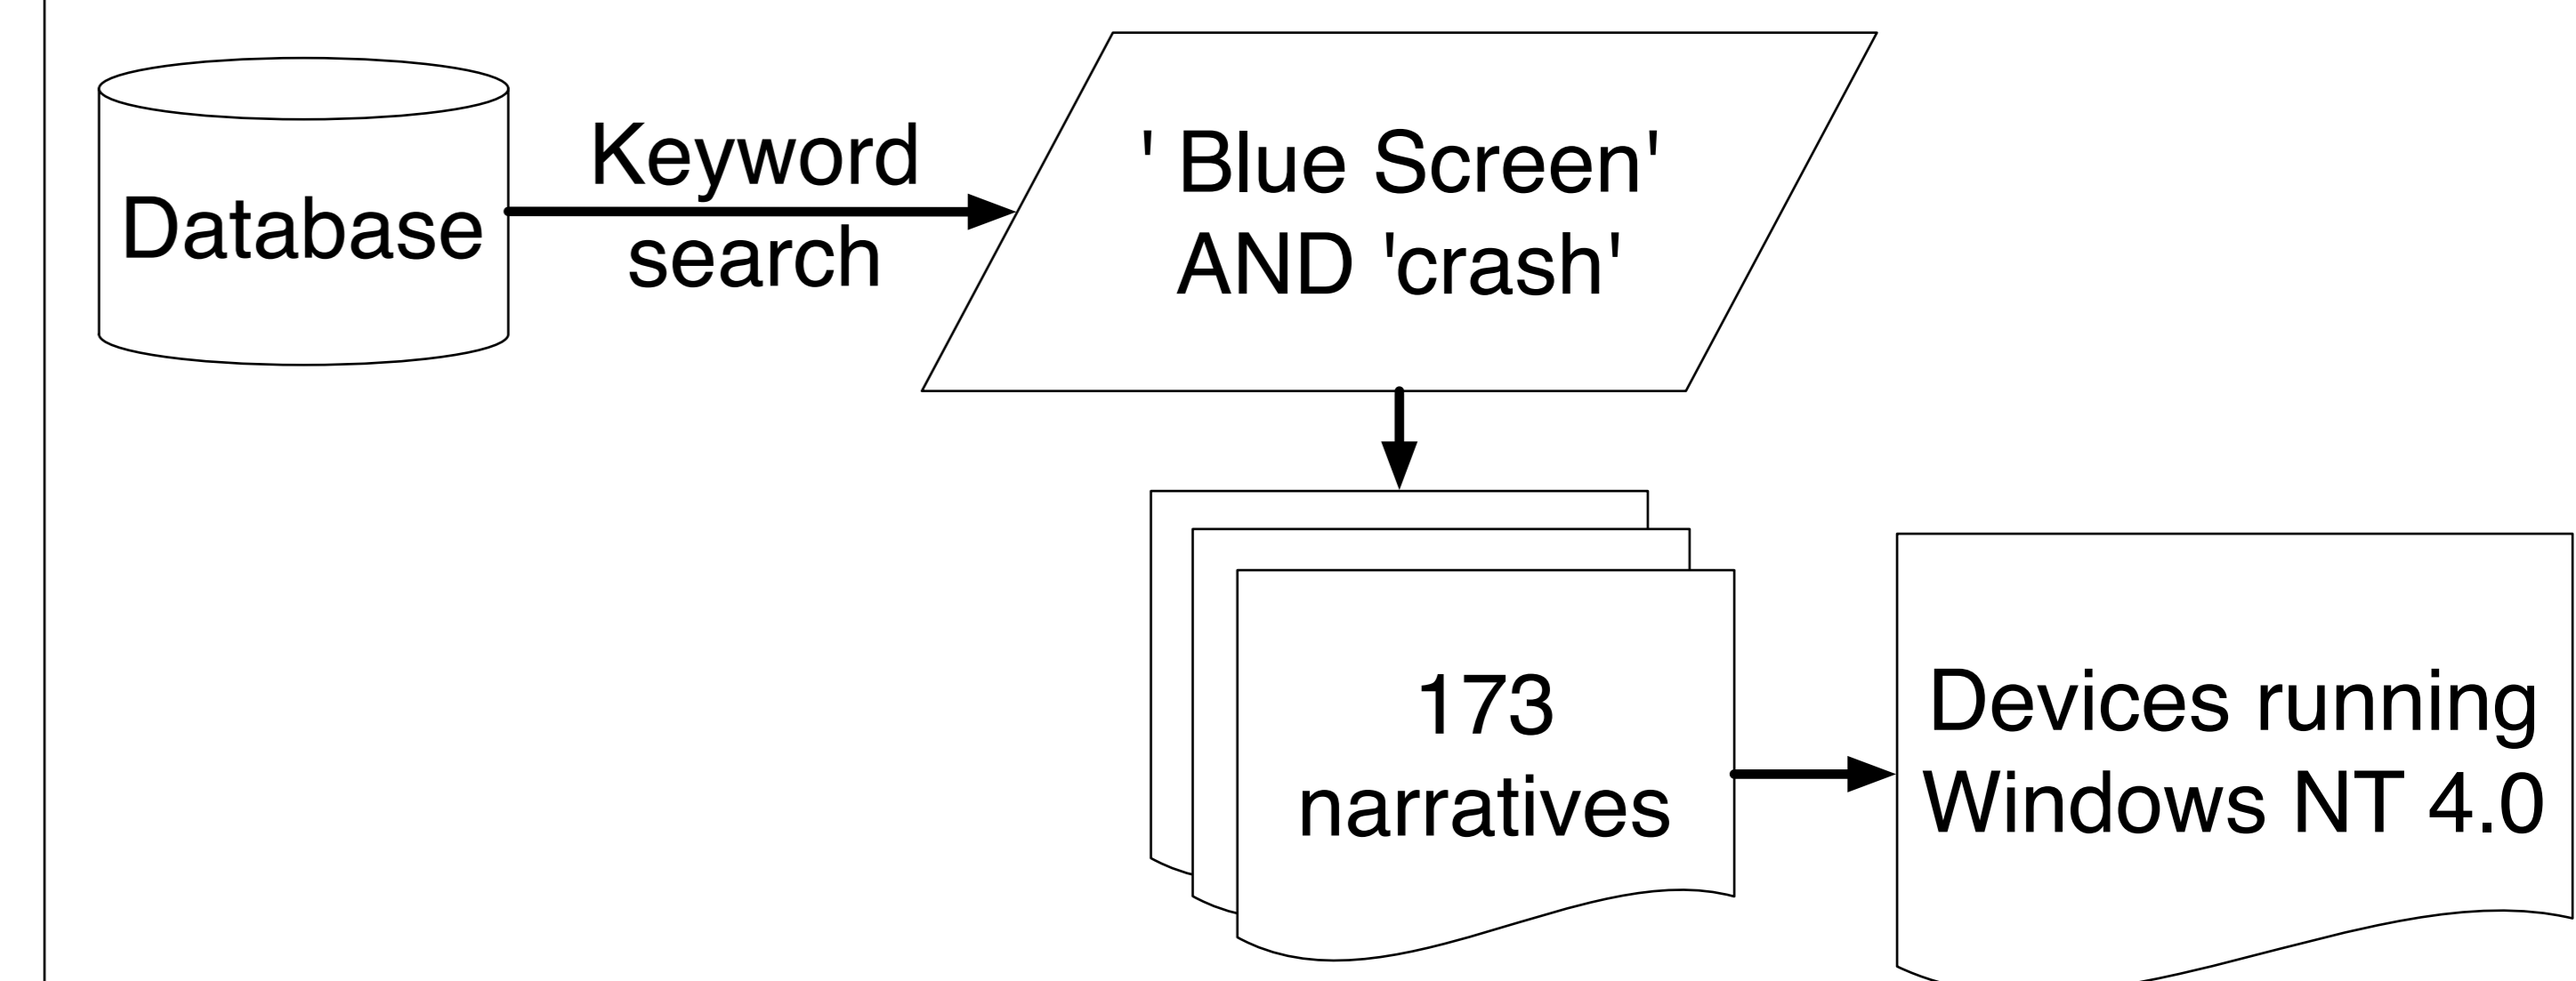 Database
Keyword
search
' Blue Screen'
AND 'crash'
173
narratives
Devices running
Windows NT 4.0